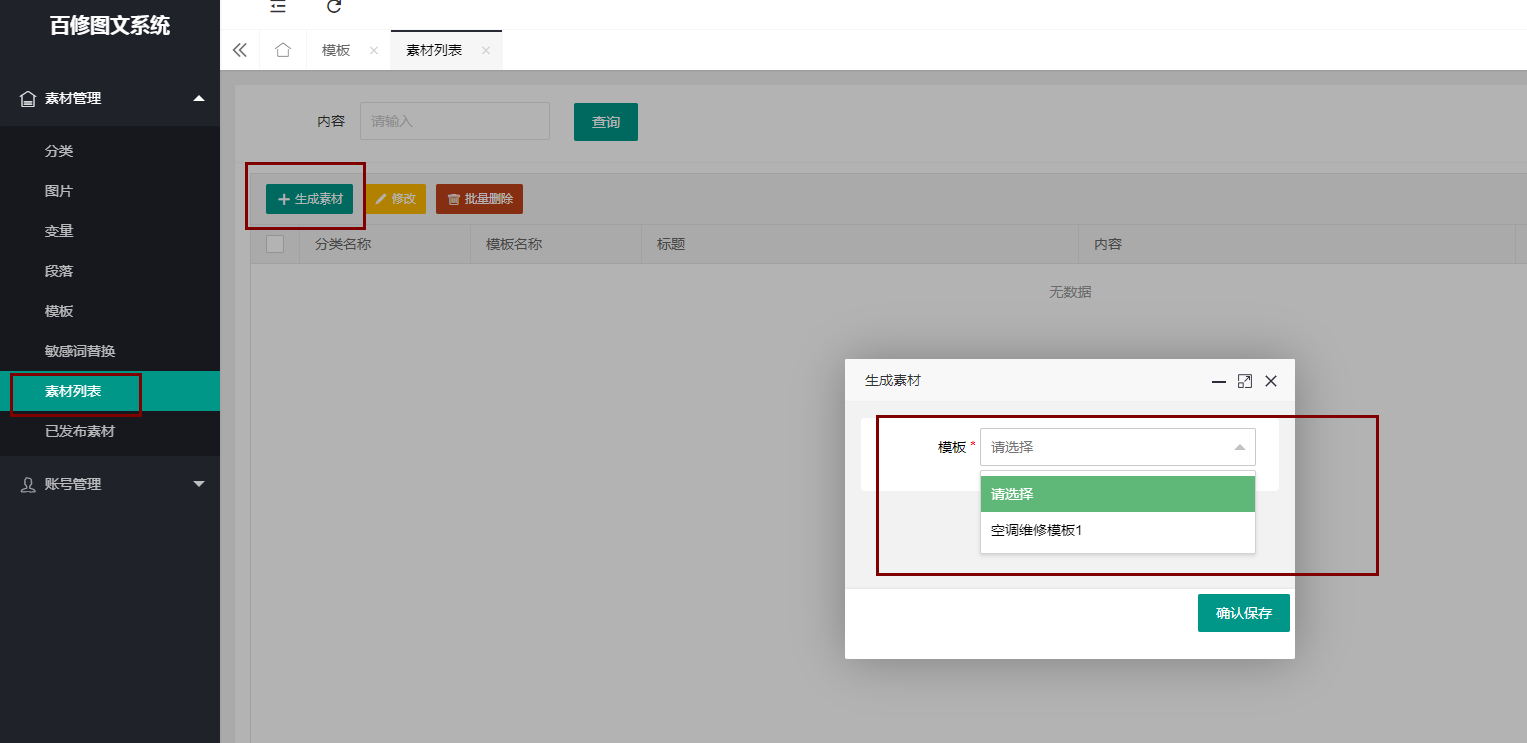 百修图文系统
素材管理
分类
图片
变量
段落
模板
敏感词替换
素材列表
已发布素材
账号管理
模板 素材列表
内容 请输入 查询
生成素材 修改 批量删除
分类名称 模板名称 标题 内容
无数据
生成素材
模板 * 请选择
请选择
空调维修模板1
确认保存